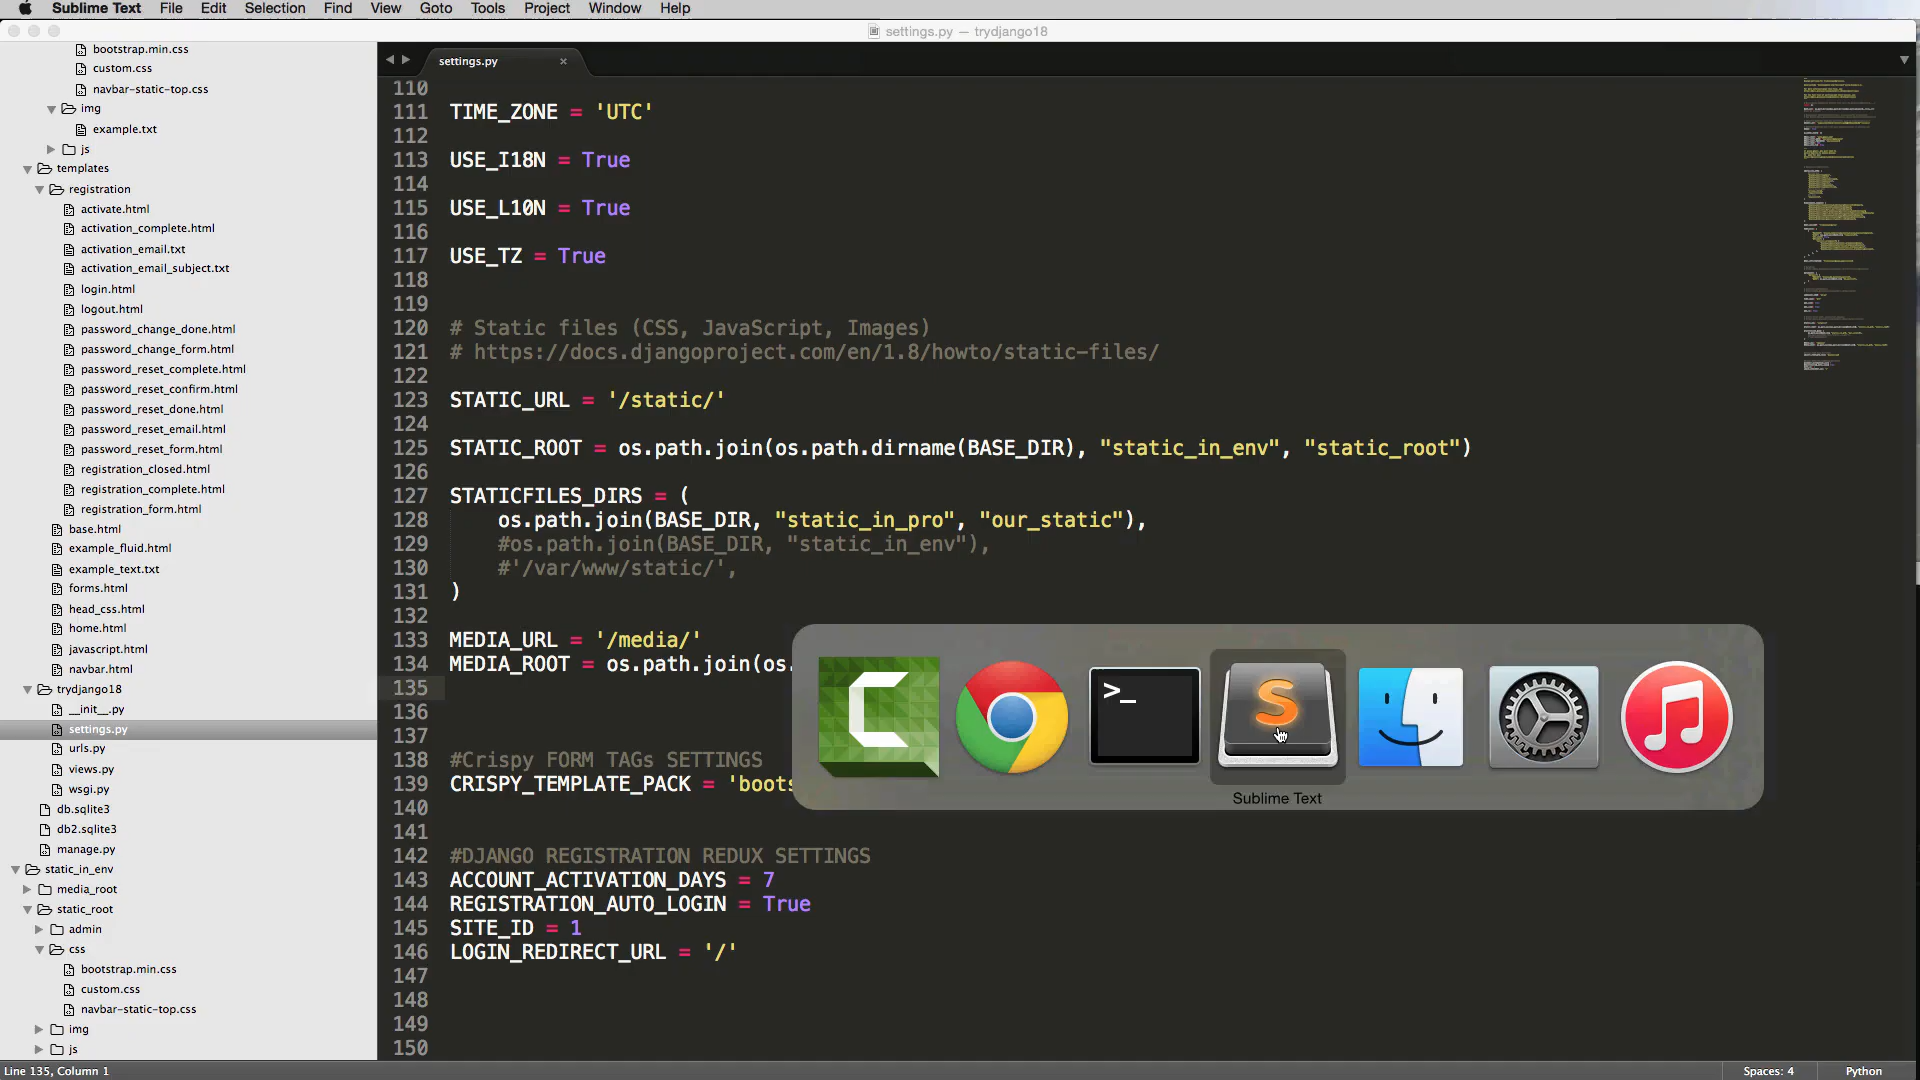 Sublime Text File Edit Selection Find View Goto Tools Project Window Help
settings.py — trydjango18
bootstrap.min.css
custom.css
navbar-static-top.css
img
example.txt
js
templates
registration
activate.html
activation_complete.html
activation_email.txt
activation_email_subject.txt
login.html
logout.html
password_change_done.html
password_change_form.html
password_reset_complete.html
password_reset_confirm.html
password_reset_done.html
password_reset_email.html
password_reset_form.html
registration_closed.html
registration_complete.html
registration_form.html
base.html
example_fluid.html
example_text.txt
forms.html
head_css.html
home.html
javascript.html
navbar.html
trydjango18
__init__.py
settings.py
urls.py
views.py
wsgi.py
db.sqlite3
db2.sqlite3
manage.py
static_in_env
media_root
static_root
admin
css
bootstrap.min.css
custom.css
navbar-static-top.css
img
js
settings.py ×
110
111 TIME_ZONE = 'UTC'
112
113 USE_I18N = True
114
115 USE_L10N = True
116
117 USE_TZ = True
118
119
120 # Static files (CSS, JavaScript, Images)
121 # https://docs.djangoproject.com/en/1.8/howto/static-files/
122
123 STATIC_URL = '/static/'
124
125 STATIC_ROOT = os.path.join(os.path.dirname(BASE_DIR), "static_in_env", "static_root")
126
127 STATICFILES_DIRS = (
128 os.path.join(BASE_DIR, "static_in_pro", "our_static"),
129 #os.path.join(BASE_DIR, "static_in_env"),
130 #'/var/www/static/',
131 )
132
133 MEDIA_URL = '/media/'
134 MEDIA_ROOT = os.path.join(os.
135
136
137
138 #Crispy FORM TAGs SETTINGS
139 CRISPY_TEMPLATE_PACK = 'boots
140
141
142 #DJANGO REGISTRATION REDUX SETTINGS
143 ACCOUNT_ACTIVATION_DAYS = 7
144 REGISTRATION_AUTO_LOGIN = True
145 SITE_ID = 1
146 LOGIN_REDIRECT_URL = '/'
147
148
149
150
>_
S
Sublime Text
Line 135, Column 1
Spaces: 4
Python